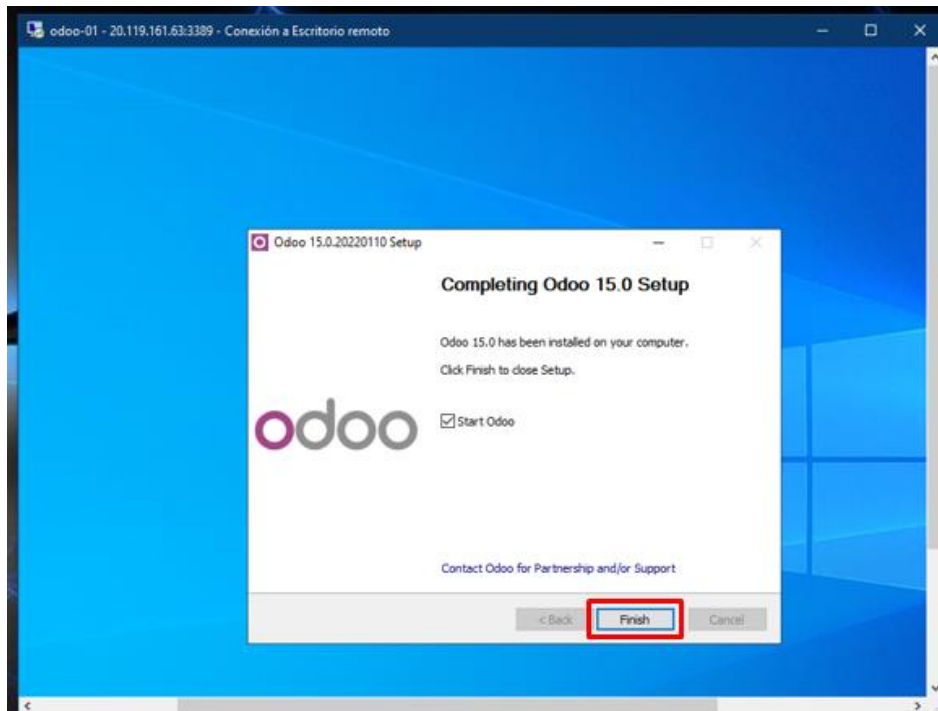 odoo-01 - 20.119.161.63:3389 - Conexión a Escritorio remoto
Odoo 15.0.20220110 Setup
Completing Odoo 15.0 Setup
Odoo 15.0 has been installed on your computer.
Click Finish to close Setup.
odoo
Start Odoo
Contact Odoo for Partnership and/or Support
< Back
Finish
Cancel